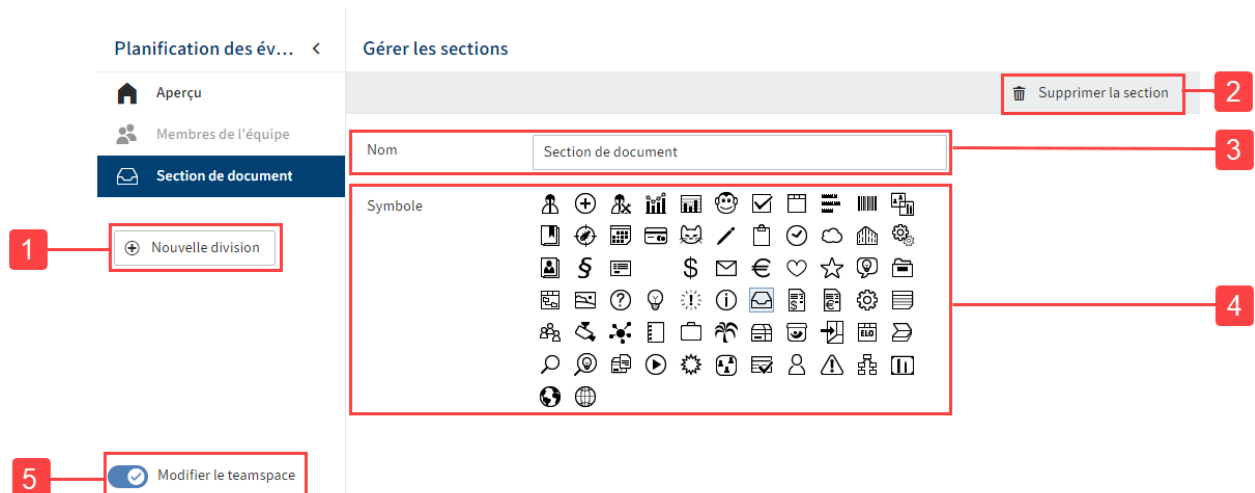 Planification des év...
Gérer les sections
Aperçu
Supprimer la section
2
Membres de l'équipe
Nom
Section de document
3
Section de document
Symbole
1
Nouvelle division
4
ELO
5
Modifier le teamspace